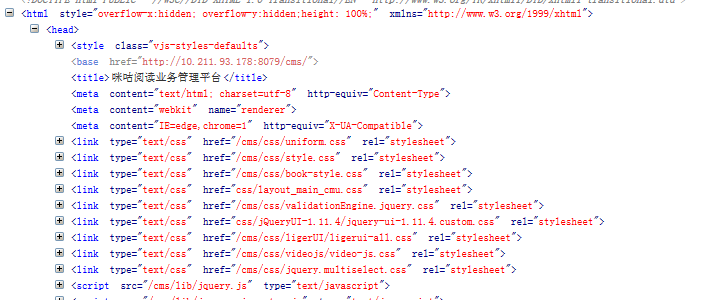 <html style="overflow-x:hidden; overflow-y:hidden;height: 100%;" xmlns="http://www.w3.org/1999/xhtml">
<head>
<style class="vjs-styles-defaults">
<base href="http://10.211.93.178:8079/cms/">
<title>咪咕阅读业务管理平台</title>
<meta content="text/html; charset=utf-8" http-equiv="Content-Type">
<meta content="webkit" name="renderer">
<meta content="IE=edge,chrome=1" http-equiv="X-UA-Compatible">
<link type="text/css" href="/cms/css/uniform.css" rel="stylesheet">
<link type="text/css" href="/cms/css/style.css" rel="stylesheet">
<link type="text/css" href="/cms/css/book-style.css" rel="stylesheet">
<link type="text/css" href="css/layout_main_cmu.css" rel="stylesheet">
<link type="text/css" href="/cms/css/validationEngine.jquery.css" rel="stylesheet">
<link type="text/css" href="css/jQueryUI-1.11.4/jquery-ui-1.11.4.custom.css" rel="stylesheet">
<link type="text/css" href="/cms/css/ligerUI/ligerui-all.css" rel="stylesheet">
<link type="text/css" href="/cms/css/videojs/video-js.css" rel="stylesheet">
<link type="text/css" href="/cms/css/jquery.multiselect.css" rel="stylesheet">
<script src="/cms/lib/jquery.js" type="text/javascript">